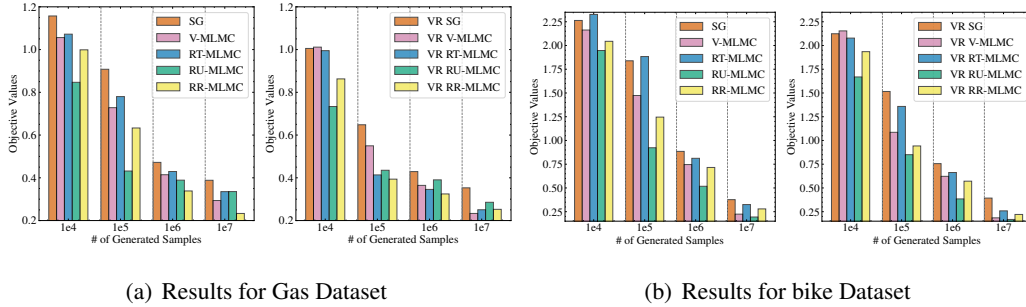 Objective Values
1.2
1.0
0.8
0.6
0.4
0.2
1e4
1e5
1e6
1e7
# of Generated Samples
SG
V-MLMC
RT-MLMC
RU-MLMC
RR-MLMC
Objective Values
1.2
1.0
0.8
0.6
0.4
0.2
1e4
1e5
1e6
1e7
# of Generated Samples
VR SG
VR V-MLMC
VR RT-MLMC
VR RU-MLMC
VR RR-MLMC
Objective Values
2.25
2.00
1.75
1.50
1.25
1.00
0.75
0.50
0.25
1e4
1e5
1e6
1e7
# of Generated Samples
SG
V-MLMC
RT-MLMC
RU-MLMC
RR-MLMC
Objective Values
2.25
2.00
1.75
1.50
1.25
1.00
0.75
0.50
0.25
1e4
1e5
1e6
1e7
# of Generated Samples
VR SG
VR V-MLMC
VR RT-MLMC
VR RU-MLMC
VR RR-MLMC
(a) Results for Gas Dataset
(b) Results for bike Dataset